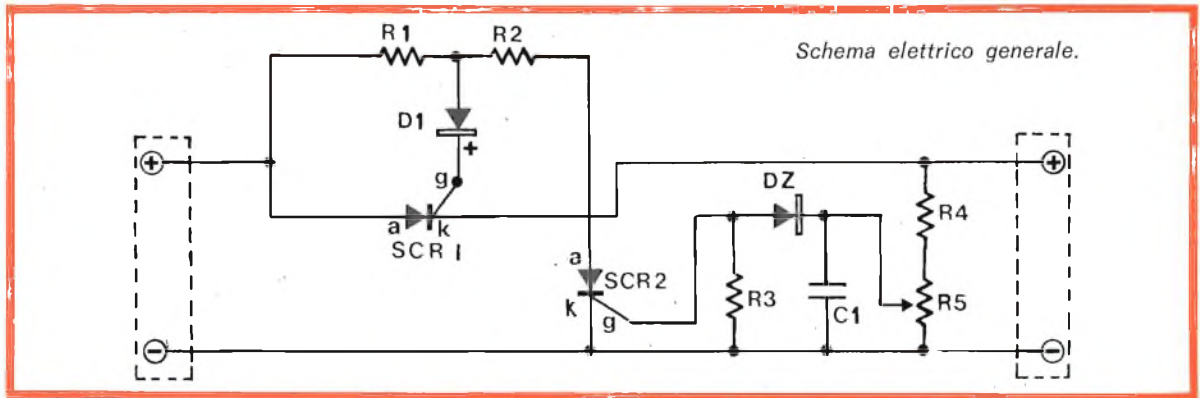 Schema elettrico generale.
R1
R2
D1
+
g
a
k
SCR 1
+
+
DZ
R4
a
SCR2
k
g
R3
C1
R5
−
−